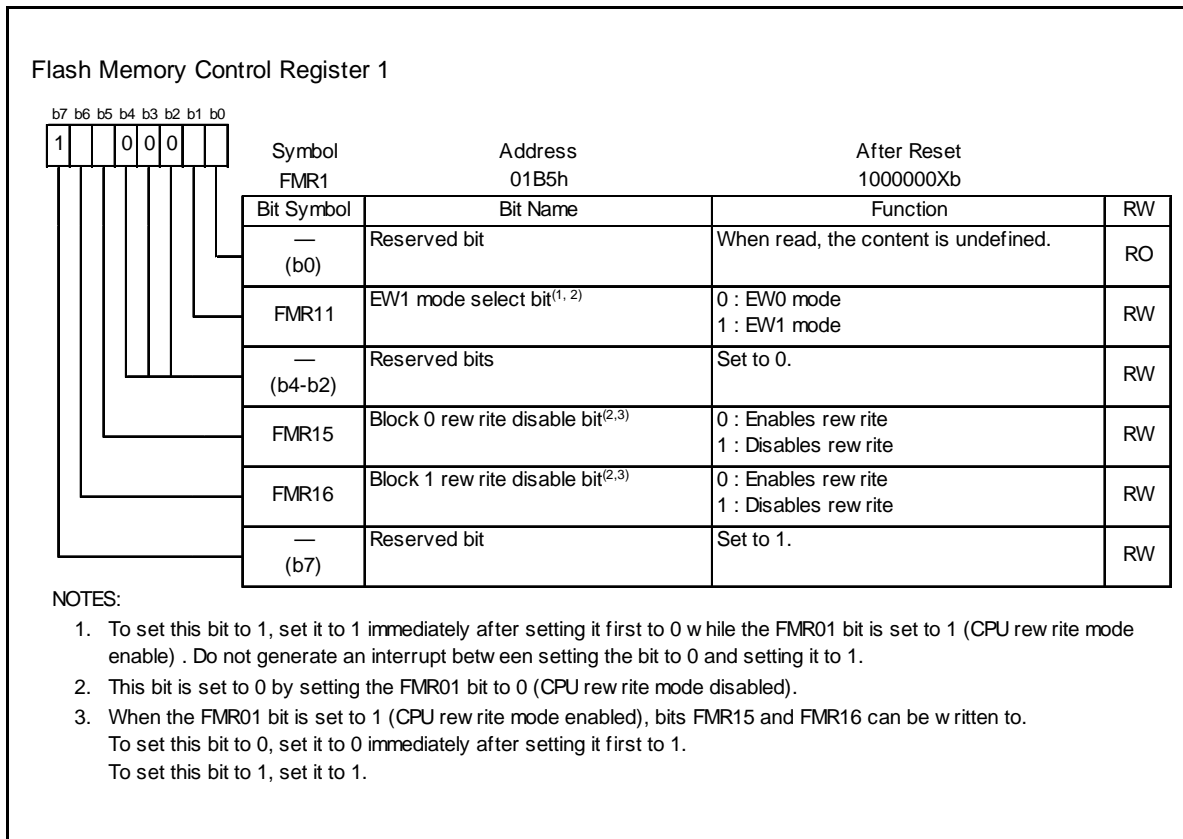 Flash Memory Control Register 1
b7 b6 b5 b4 b3 b2 b1 b0
1 0 0 0
Symbol Address After Reset
FMR1 01B5h 1000000Xb
Bit Symbol Bit Name Function RW
— (b0) Reserved bit When read, the content is undefined. RO
FMR11 EW1 mode select bit(1, 2) 0 : EW0 mode RW
1 : EW1 mode
— (b4-b2) Reserved bits Set to 0. RW
FMR15 Block 0 rew rite disable bit(2,3) 0 : Enables rew rite RW
1 : Disables rew rite
FMR16 Block 1 rew rite disable bit(2,3) 0 : Enables rew rite RW
1 : Disables rew rite
— (b7) Reserved bit Set to 1. RW
NOTES:
1. To set this bit to 1, set it to 1 immediately after setting it first to 0 w hile the FMR01 bit is set to 1 (CPU rew rite mode
enable) . Do not generate an interrupt betw een setting the bit to 0 and setting it to 1.
2. This bit is set to 0 by setting the FMR01 bit to 0 (CPU rew rite mode disabled).
3. When the FMR01 bit is set to 1 (CPU rew rite mode enabled), bits FMR15 and FMR16 can be w ritten to.
To set this bit to 0, set it to 0 immediately after setting it first to 1.
To set this bit to 1, set it to 1.